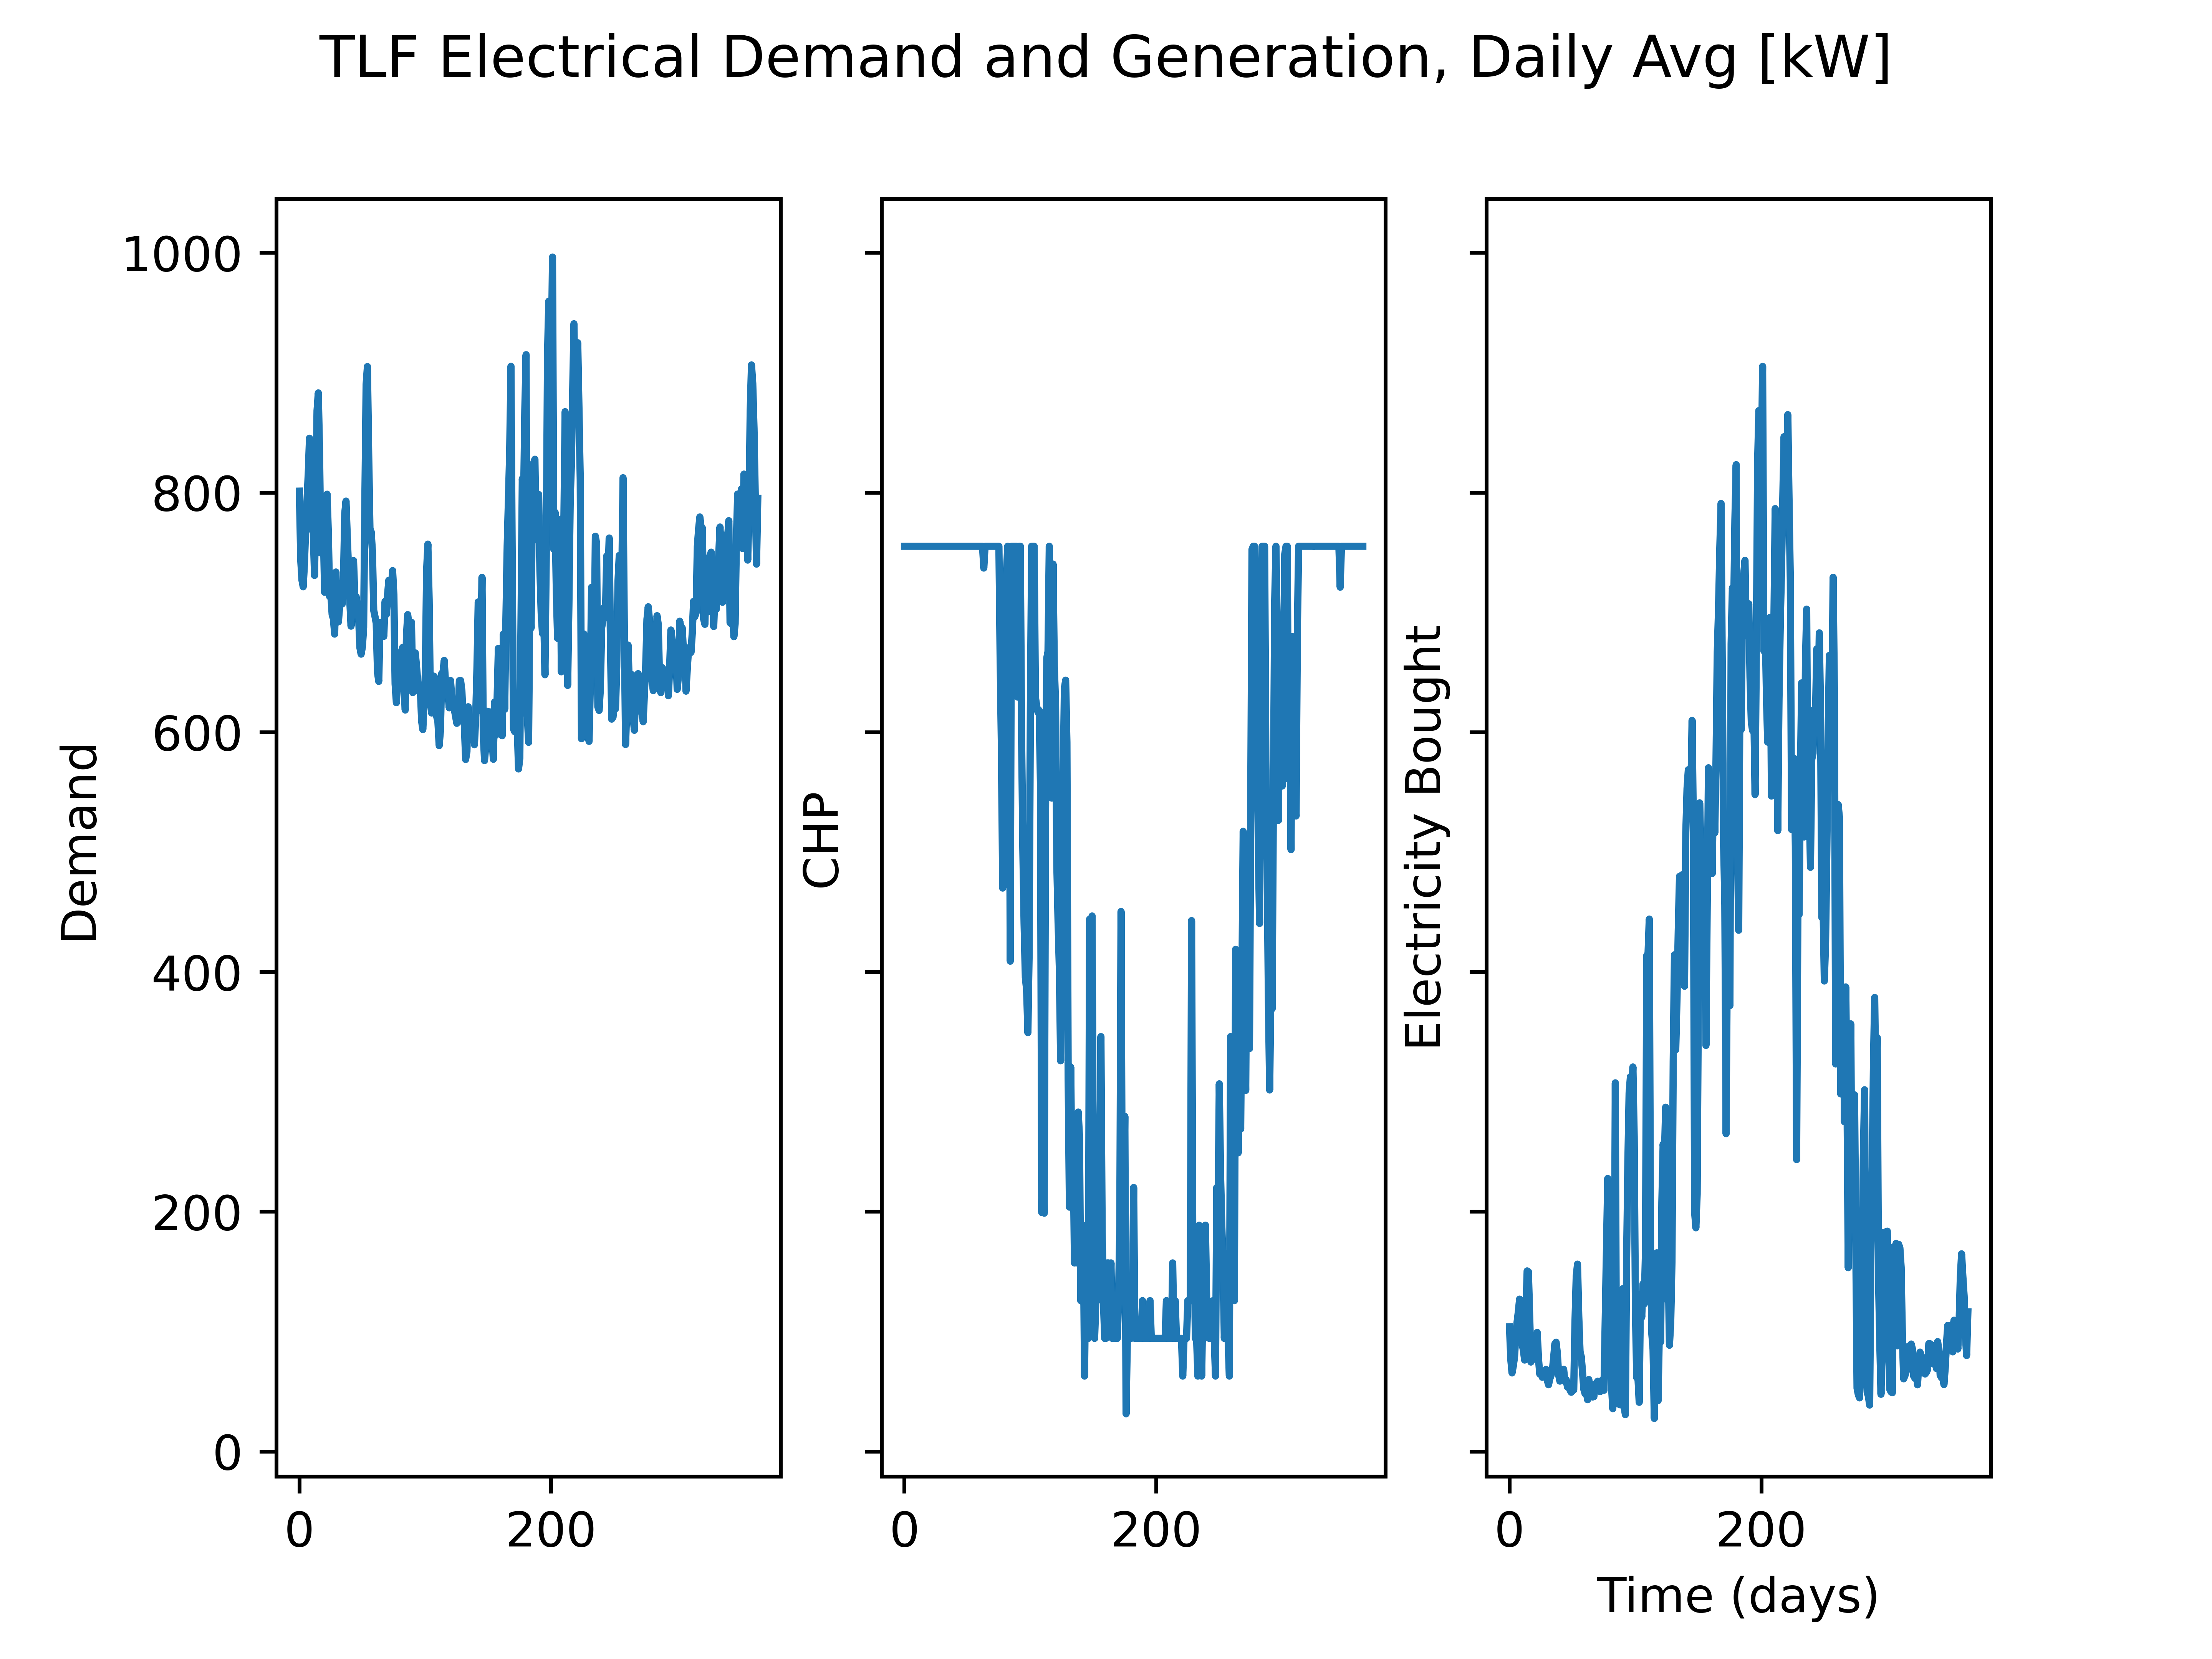 TLF Electrical Demand and Generation, Daily Avg [kW]
Demand
1000
800
600
400
200
0
0 200
CHP
0 200
Electricity Bought
0 200
Time (days)